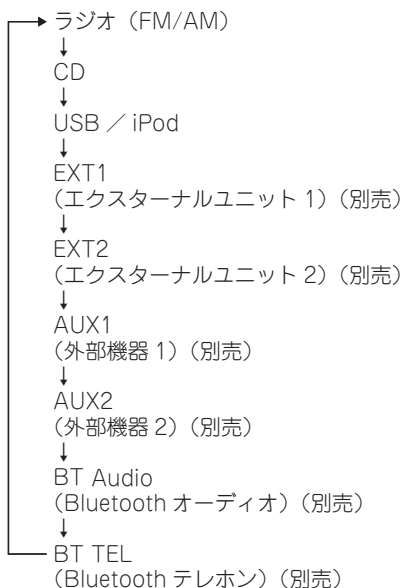 ラジオ（FM/AM）
↓
CD
↓
USB ／ iPod
↓
EXT1
（エクスターナルユニット 1）（別売）
↓
EXT2
（エクスターナルユニット 2）（別売）
↓
AUX1
（外部機器 1）（別売）
↓
AUX2
（外部機器 2）（別売）
↓
BT Audio
（Bluetooth オーディオ）（別売）
↓
BT TEL
（Bluetooth テレホン）（別売）